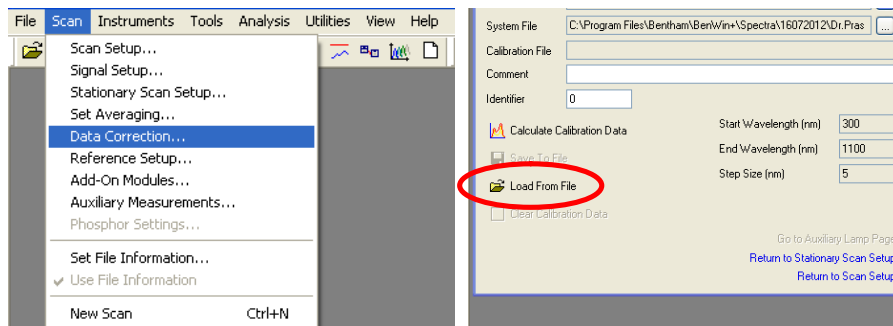 File Scan Instruments Tools Analysis Utilities View Help
Scan Setup...
Signal Setup...
Stationary Scan Setup...
Set Averaging...
Data Correction...
Reference Setup...
Add-On Modules...
Auxiliary Measurements...
Phosphor Settings...
Set File Information...
Use File Information
New Scan Ctrl+N
System File C:\Program Files\Bentham\BenWin+\Spectra\16072012\Dr.Pras ...
Calibration File
Comment
Identifier 0
Calculate Calibration Data
Start Wavelength (nm) 300
End Wavelength (nm) 1100
Save To File
Step Size (nm) 5
Load From File
Clear Calibration Data
Go to Auxiliary Lamp Page
Return to Stationary Scan Setup
Return to Scan Setup